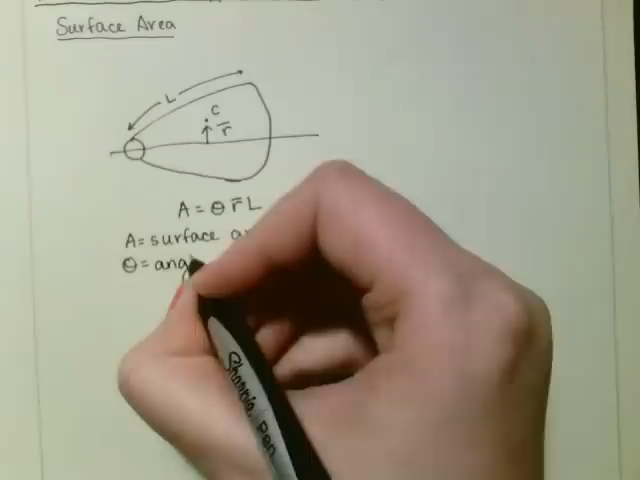 Surface Area
L
C
r̅
A = θ r̅ L
A = surface a
θ = ang
Sharpie Pen